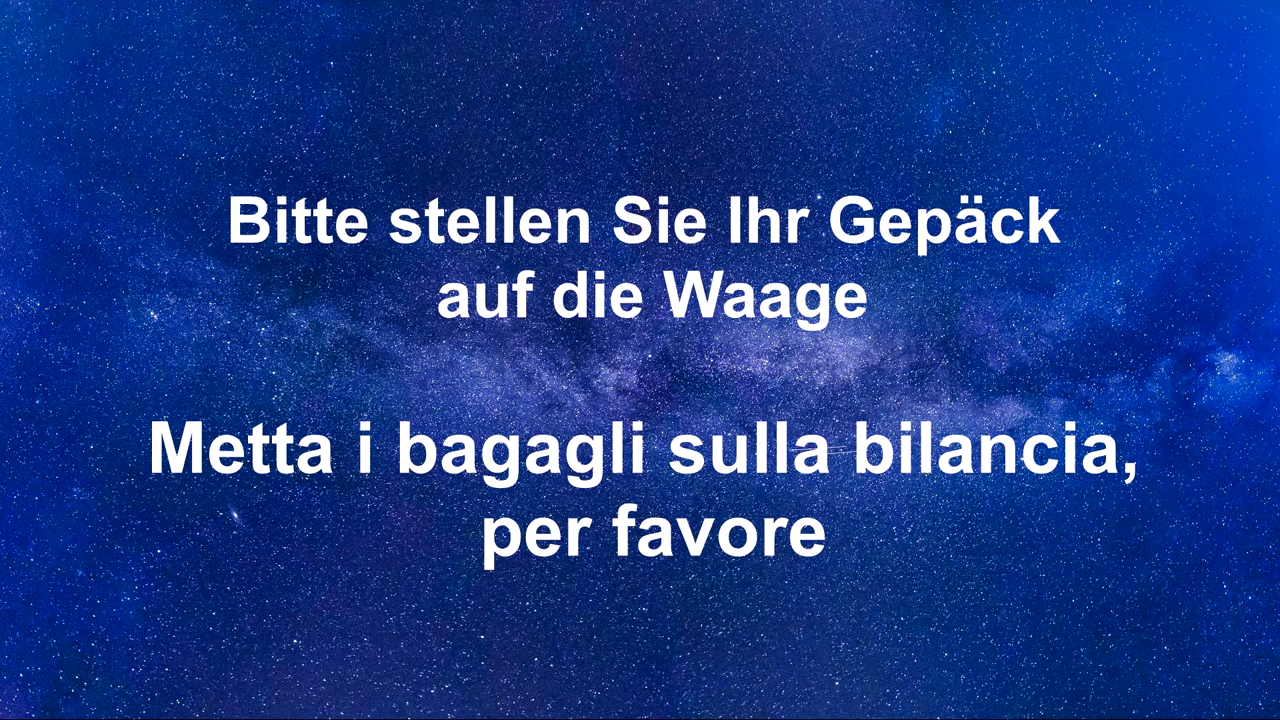 Bitte stellen Sie Ihr Gepäck
auf die Waage
Metta i bagagli sulla bilancia,
per favore